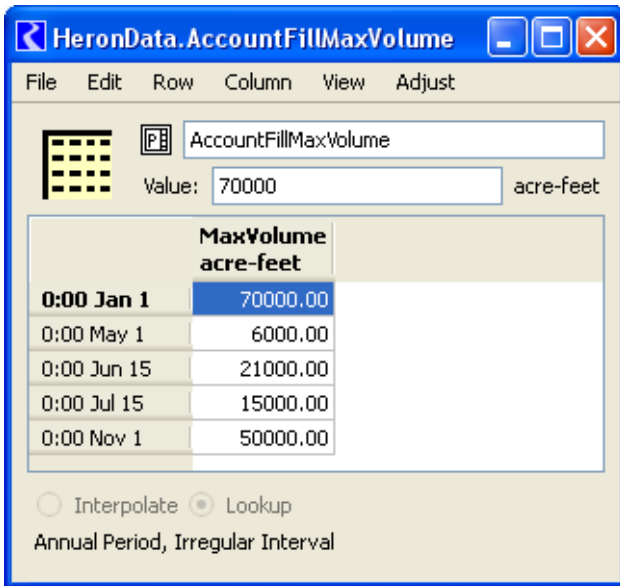 HeronData.AccountFillMaxVolume
File Edit Row Column View Adjust
AccountFillMaxVolume
Value: 70000 acre-feet
MaxVolume
acre-feet
0:00 Jan 1 70000.00
0:00 May 1 6000.00
0:00 Jun 15 21000.00
0:00 Jul 15 15000.00
0:00 Nov 1 50000.00
Interpolate Lookup
Annual Period, Irregular Interval